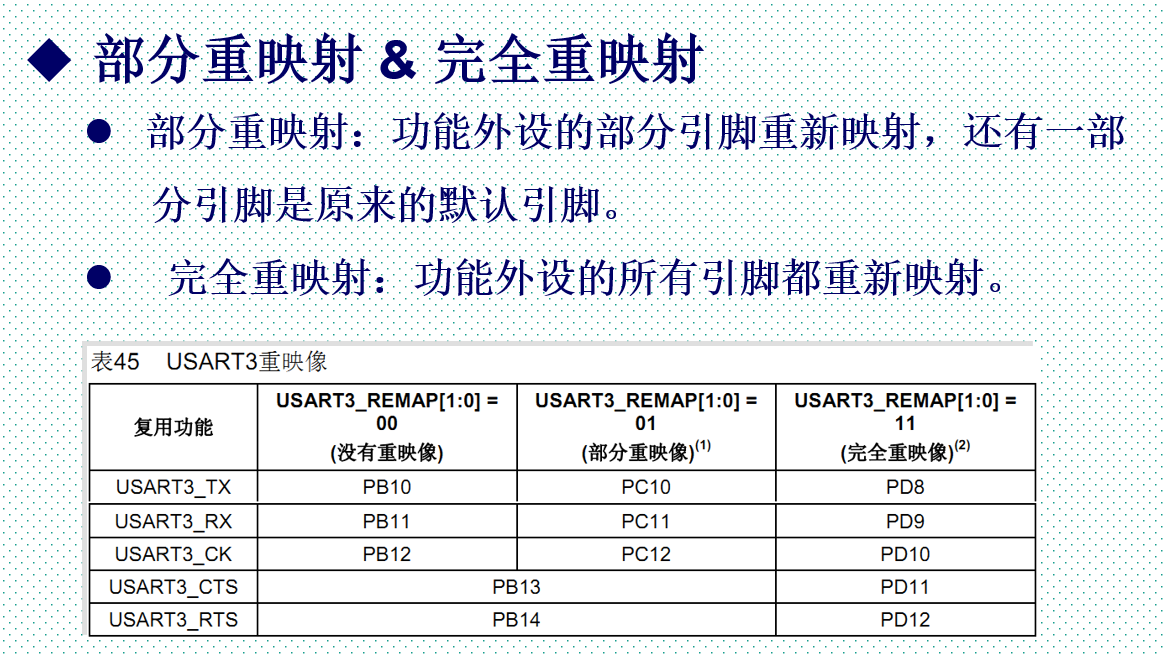 部分重映射 & 完全重映射
部分重映射：功能外设的部分引脚重新映射，还有一部
分引脚是原来的默认引脚。
完全重映射：功能外设的所有引脚都重新映射。
表45 USART3重映像
复用功能 USART3_REMAP[1:0] = 00 (没有重映像) USART3_REMAP[1:0] = 01 (部分重映像)(1) USART3_REMAP[1:0] = 11 (完全重映像)(2)
USART3_TX PB10 PC10 PD8
USART3_RX PB11 PC11 PD9
USART3_CK PB12 PC12 PD10
USART3_CTS PB13 PD11
USART3_RTS PB14 PD12